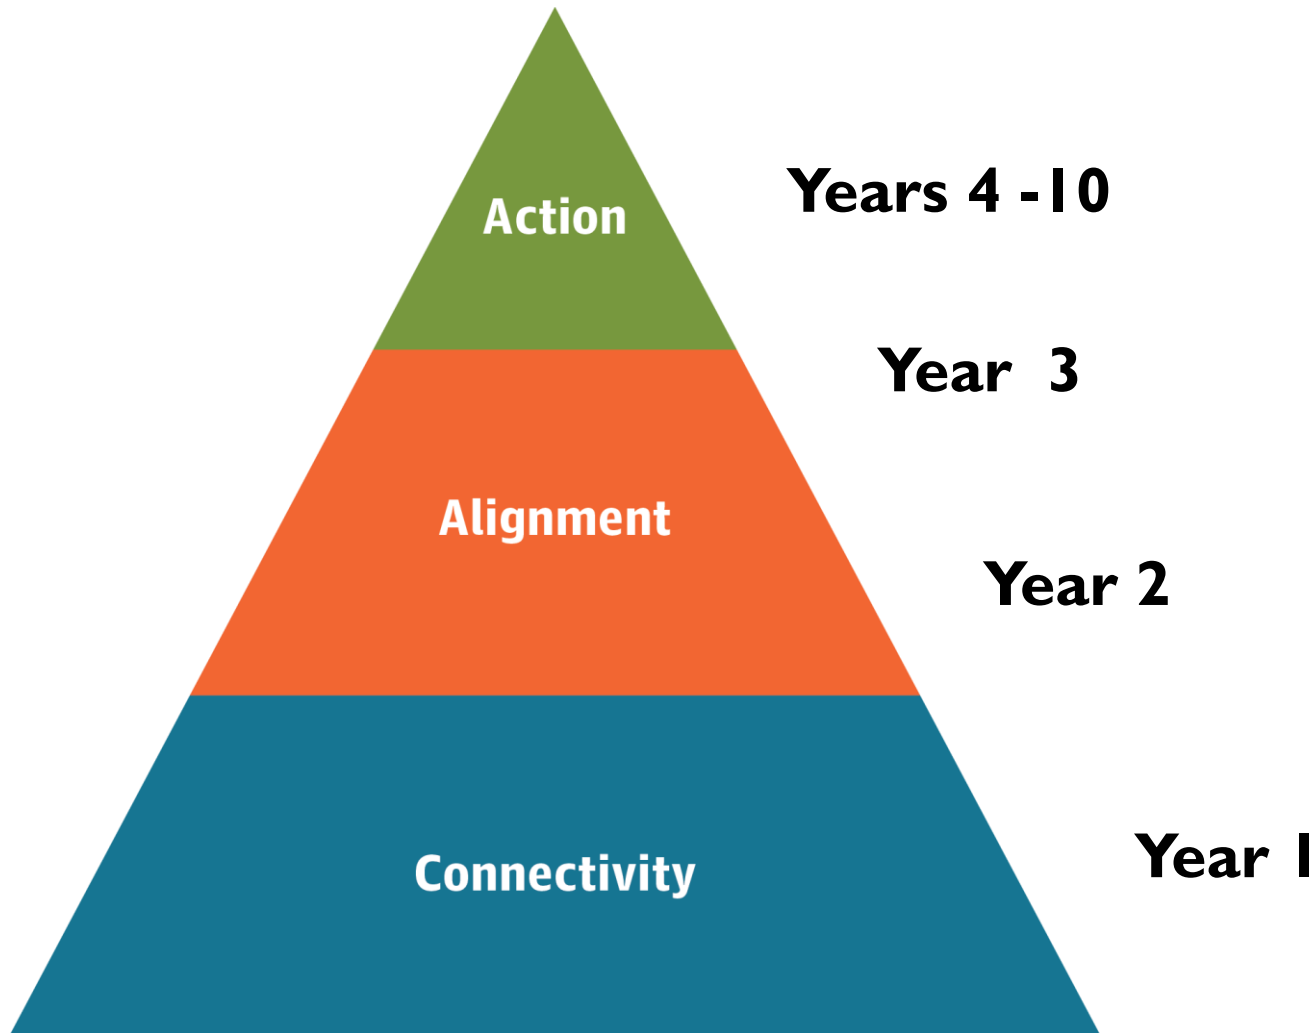 Years 4 -10
Action
Year  3
Alignment
Year 2
Year 1
Connectivity